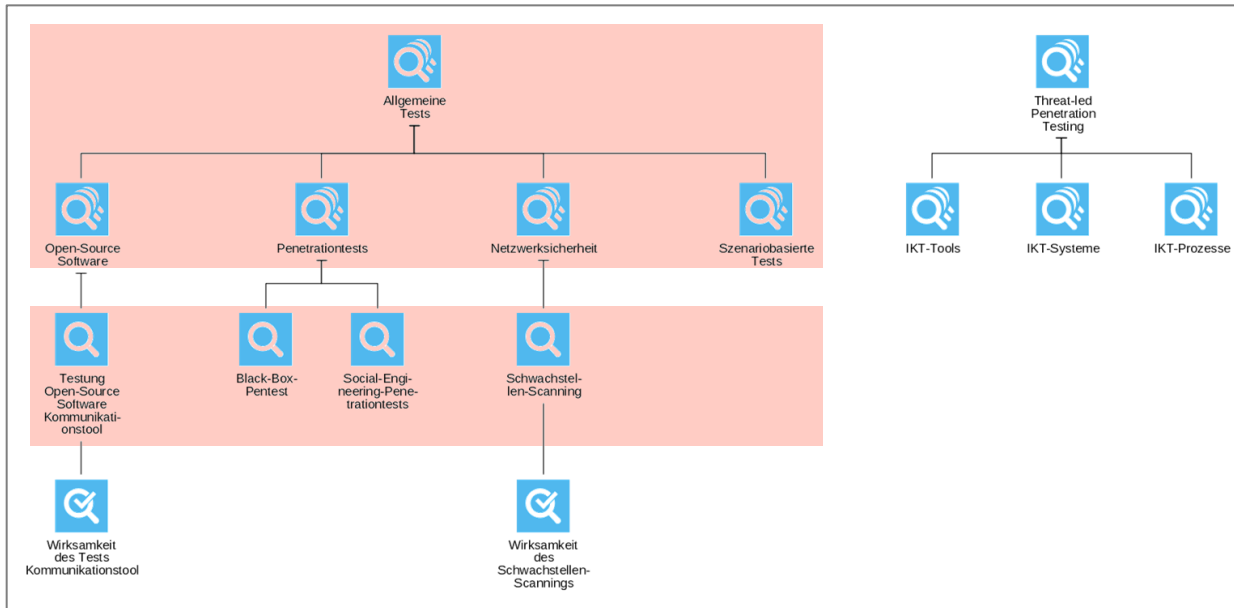 Allgemeine
Tests
Threat-led
Penetration
Testing
Open-Source
Software
Penetrationtests
Netzwerksicherheit
Szenariobasierte
Tests
IKT-Tools
IKT-Systeme
IKT-Prozesse
Testung
Open-Source
Software
Kommunikati-
onstool
Black-Box-
Pentest
Social-Engi-
neering-Pene-
trationtests
Schwachstel-
len-Scanning
Wirksamkeit
des Tests
Kommunikationstool
Wirksamkeit
des
Schwachstellen-
Scannings